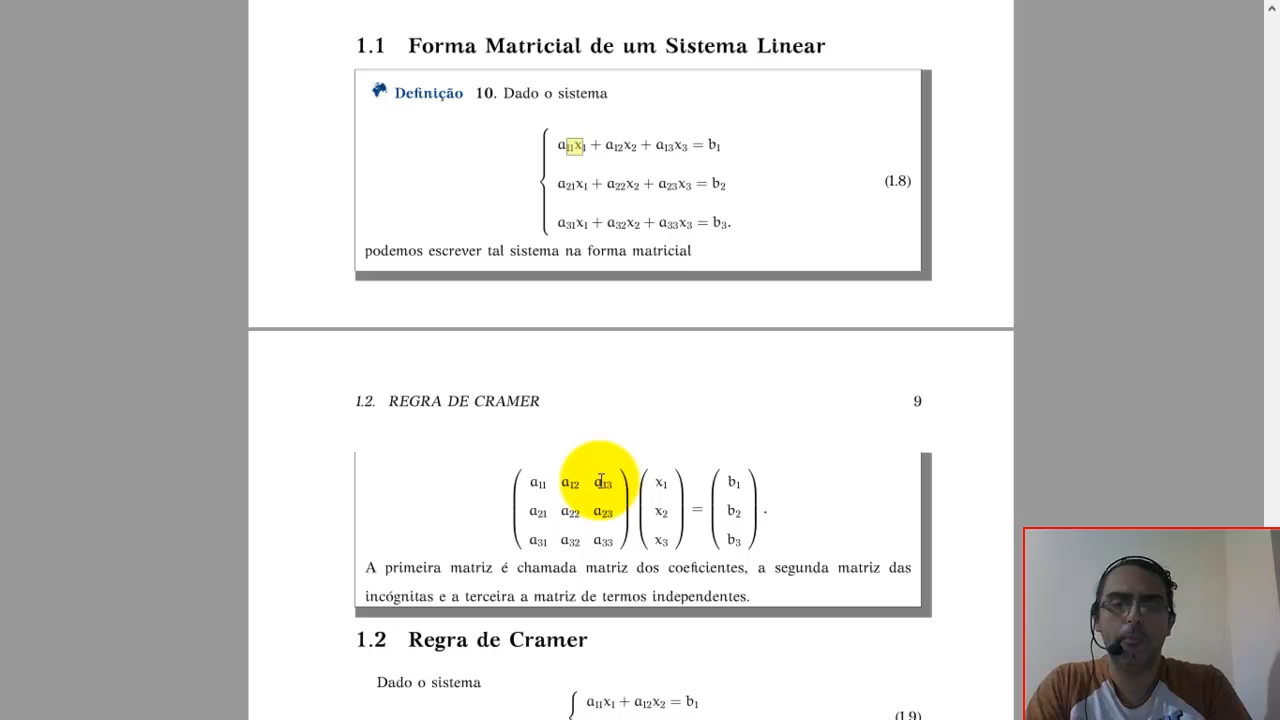 1.1 Forma Matricial de um Sistema Linear
Definição 10. Dado o sistema
a₁₁x₁ + a₁₂x₂ + a₁₃x₃ = b₁
a₂₁x₁ + a₂₂x₂ + a₂₃x₃ = b₂
(1.8)
a₃₁x₁ + a₃₂x₂ + a₃₃x₃ = b₃.
podemos escrever tal sistema na forma matricial
1.2. REGRA DE CRAMER 9
a₁₁ a₁₂ a₁₃ x₁ b₁
a₂₁ a₂₂ a₂₃ x₂ = b₂ .
a₃₁ a₃₂ a₃₃ x₃ b₃
A primeira matriz é chamada matriz dos coeficientes, a segunda matriz das
incógnitas e a terceira a matriz de termos independentes.
1.2 Regra de Cramer
Dado o sistema
a₁₁x₁ + a₁₂x₂ = b₁
(1.9)